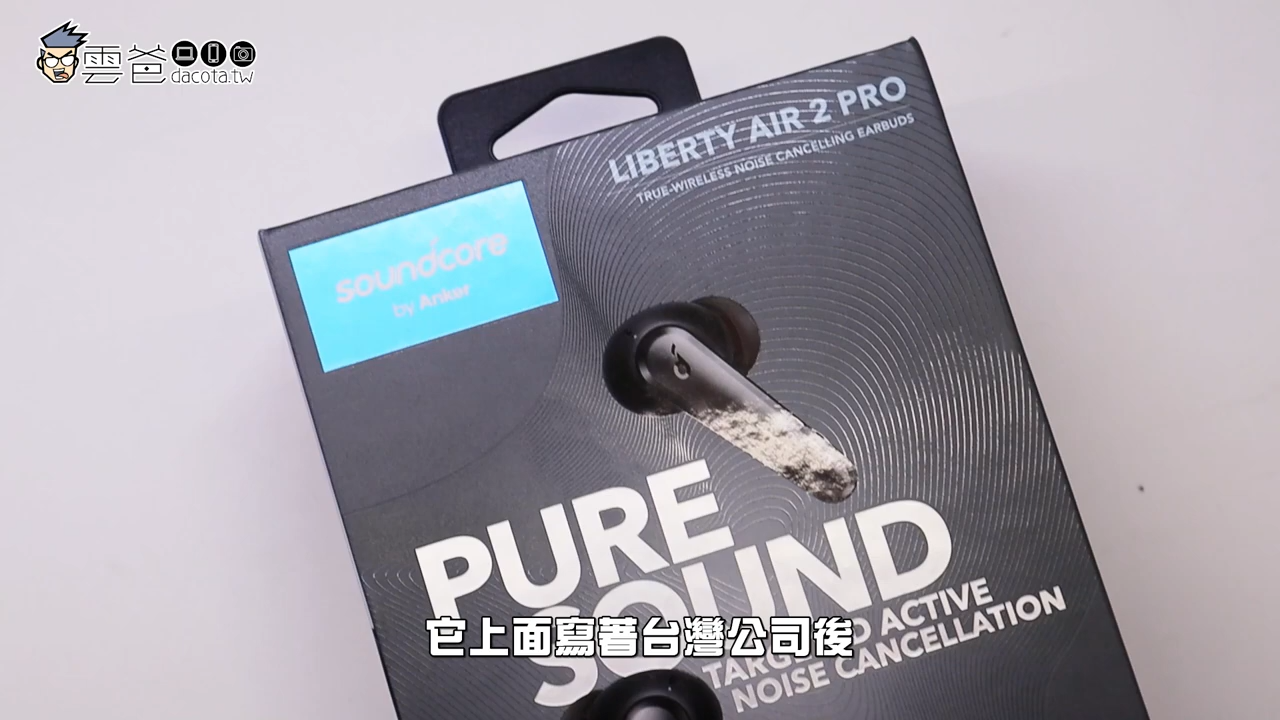 雲爸
dacota.tw
LIBERTY AIR 2 PRO
TRUE-WIRELESS NOISE CANCELLING EARBUDS
soundcore
by Anker
PURE
SOUND
TARGETED ACTIVE
NOISE CANCELLATION
它上面寫著台灣公司後